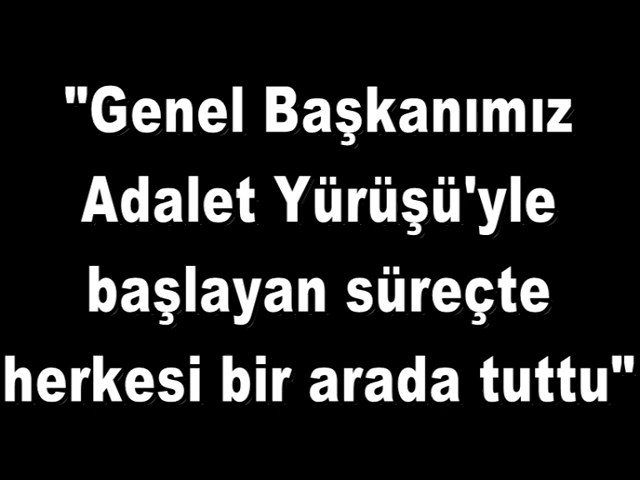 "Genel Başkanımız
Adalet Yürüşü'yle
başlayan süreçte
herkesi bir arada tuttu"